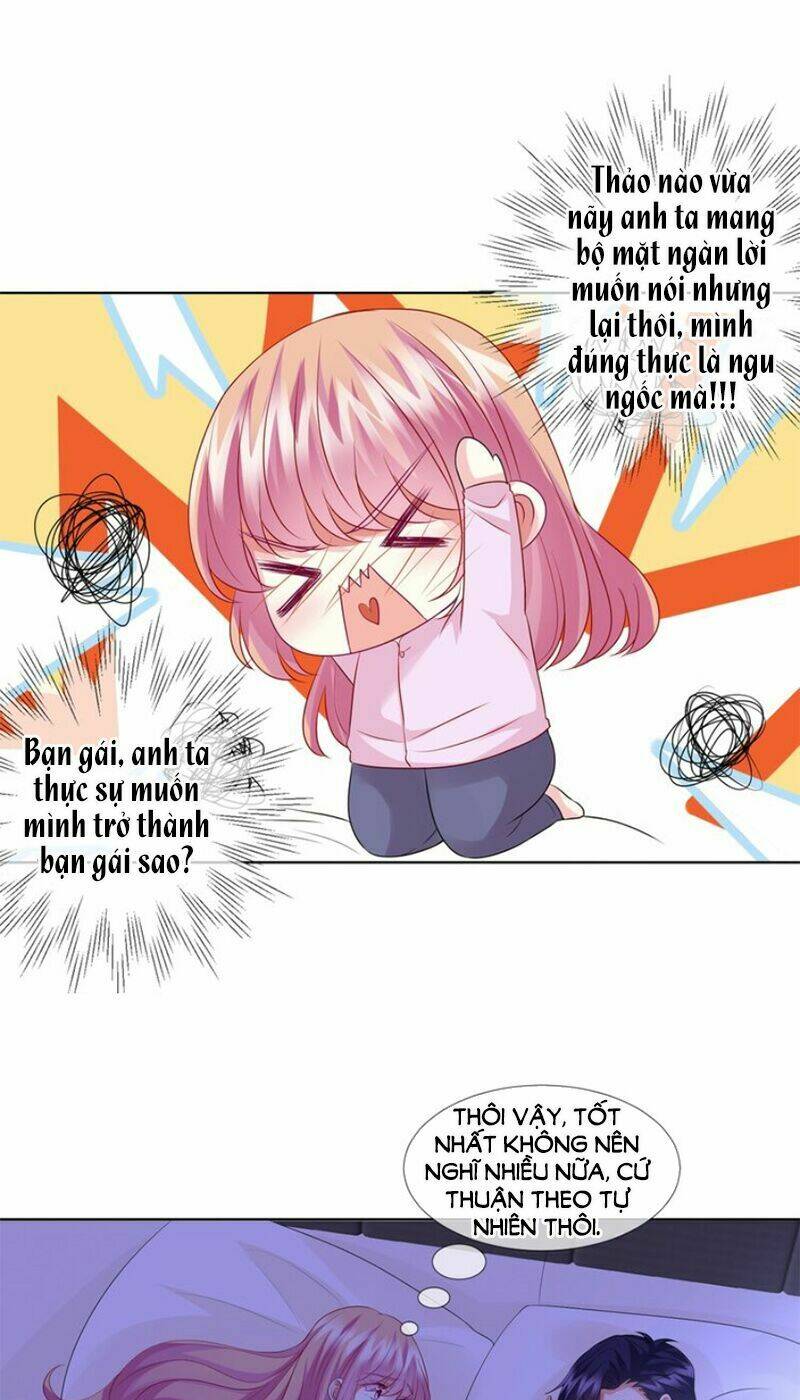 Thảo nào vừa
nãy anh ta mang
bộ mặt ngàn lời
muốn nói nhưng
lại thôi, mình
đúng thực là ngu
ngốc mà!!!
Bạn gái, anh ta
thực sự muốn
mình trở thành
bạn gái sao?
THÔI VẬY, TỐT
NHẤT KHÔNG NÊN
NGHĨ NHIỀU NỮA, CỨ
THUẬN THEO TỰ
NHIÊN THÔI.